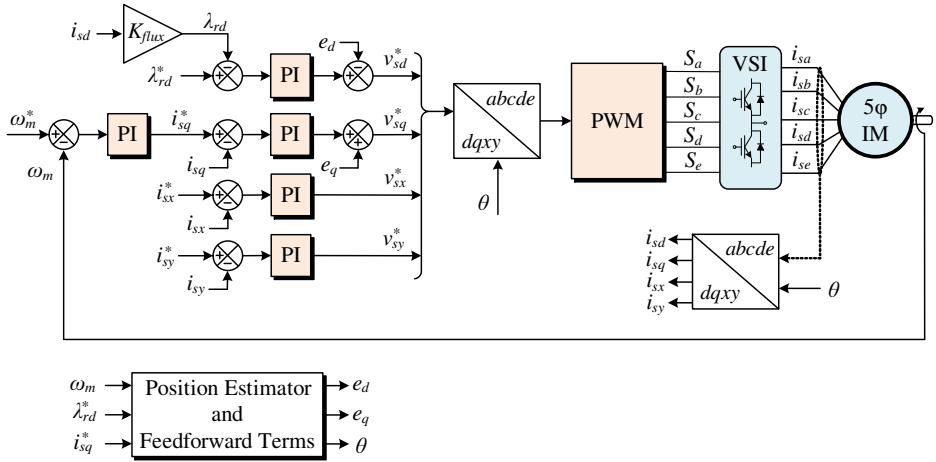 i_sd
K_flux
λ_rd
e_d
v*_sd
λ*_rd
PI
ω*_m
PI
ω_m
i*_sq
PI
v*_sq
i_sq
e_q
i*_sx
PI
v*_sx
i_sx
i*_sy
PI
v*_sy
i_sy
abcde
dqxy
θ
PWM
S_a
S_b
S_c
S_d
S_e
VSI
i_sa
i_sb
i_sc
i_sd
i_se
5φ
IM
abcde
dqxy
i_sd
i_sq
i_sx
i_sy
θ
ω_m
λ*_rd
i*_sq
Position Estimator
and
Feedforward Terms
e_d
e_q
θ